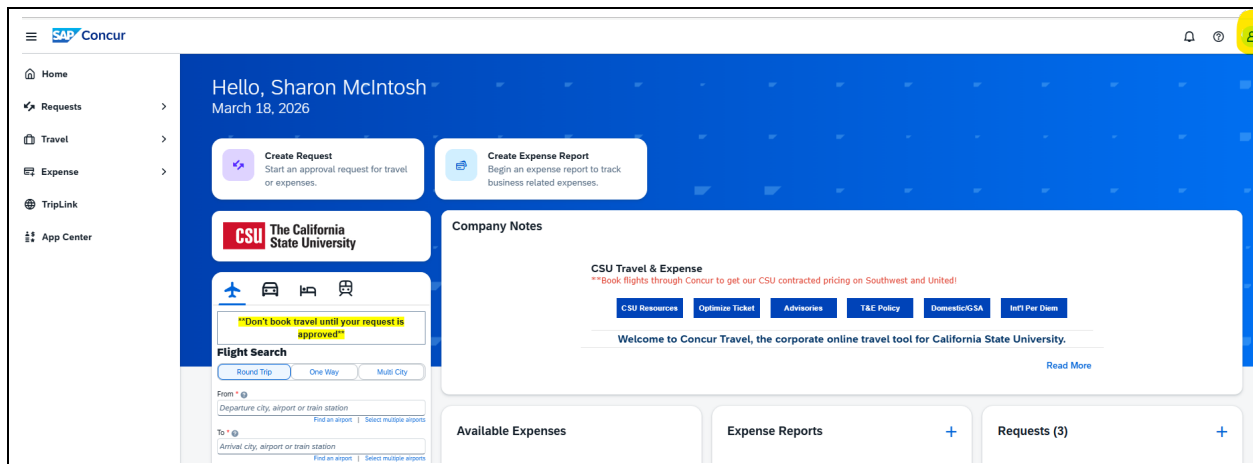 SAP Concur
Home
Requests
Travel
Expense
TripLink
App Center
Hello, Sharon McIntosh
March 18, 2026
Create Request
Start an approval request for travel
or expenses.
Create Expense Report
Begin an expense report to track
business related expenses.
CSU The California
State University
**Don't book travel until your request is
approved**
Flight Search
Round Trip One Way Multi City
From *
Departure city, airport or train station
Find an airport | Select multiple airports
To *
Arrival city, airport or train station
Find an airport | Select multiple airports
Company Notes
CSU Travel & Expense
**Book flights through Concur to get our CSU contracted pricing on Southwest and United!
CSU Resources Optimize Ticket Advisories T&E Policy Domestic/GSA Int'l Per Diem
Welcome to Concur Travel, the corporate online travel tool for California State University.
Read More
Available Expenses
Expense Reports +
Requests (3) +